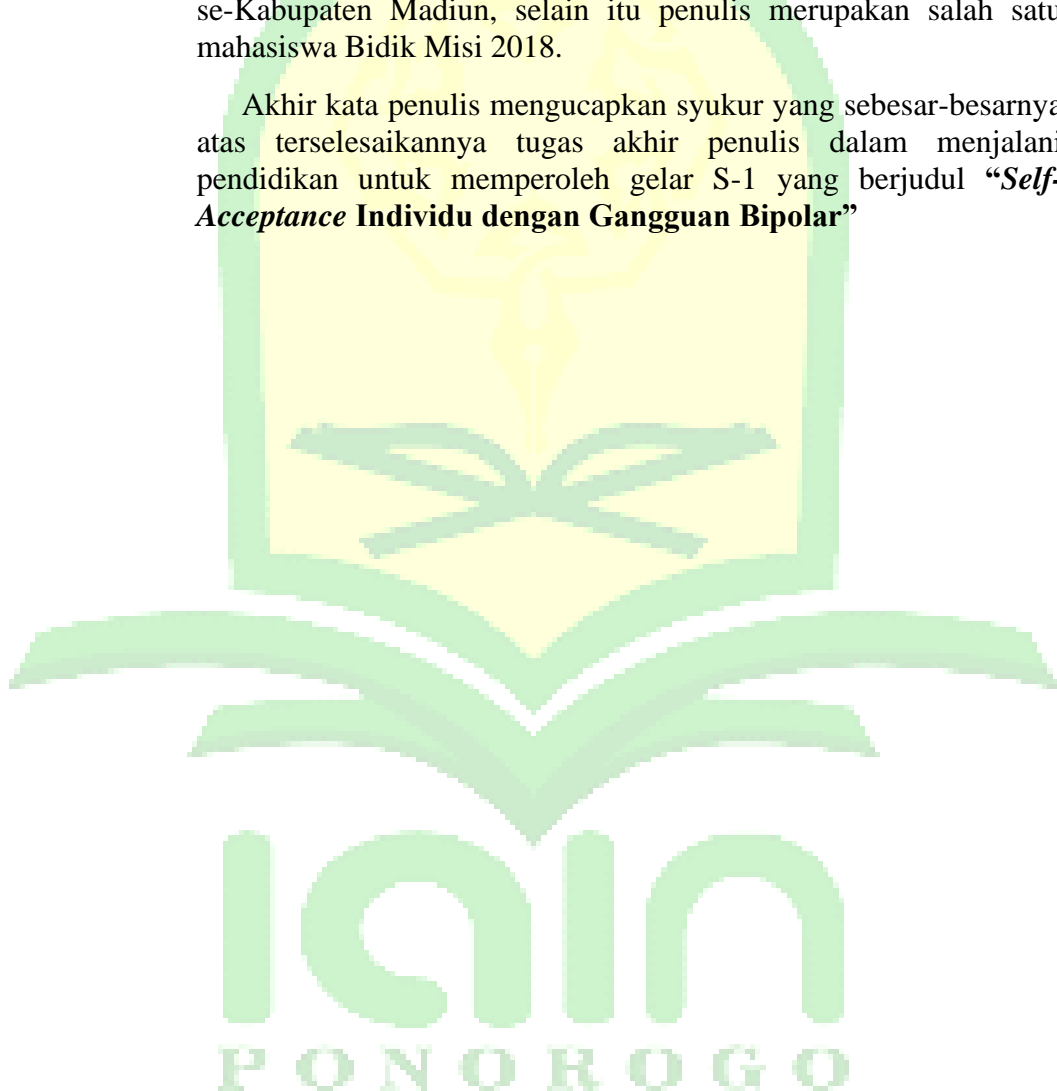 se-Kabupaten Madiun, selain itu penulis merupakan salah satu
mahasiswa Bidik Misi 2018.
Akhir kata penulis mengucapkan syukur yang sebesar-besarnya
atas terselesaikannya tugas akhir penulis dalam menjalani
pendidikan untuk memperoleh gelar S-1 yang berjudul “Self-
Acceptance Individu dengan Gangguan Bipolar”
iain
PONOROGO